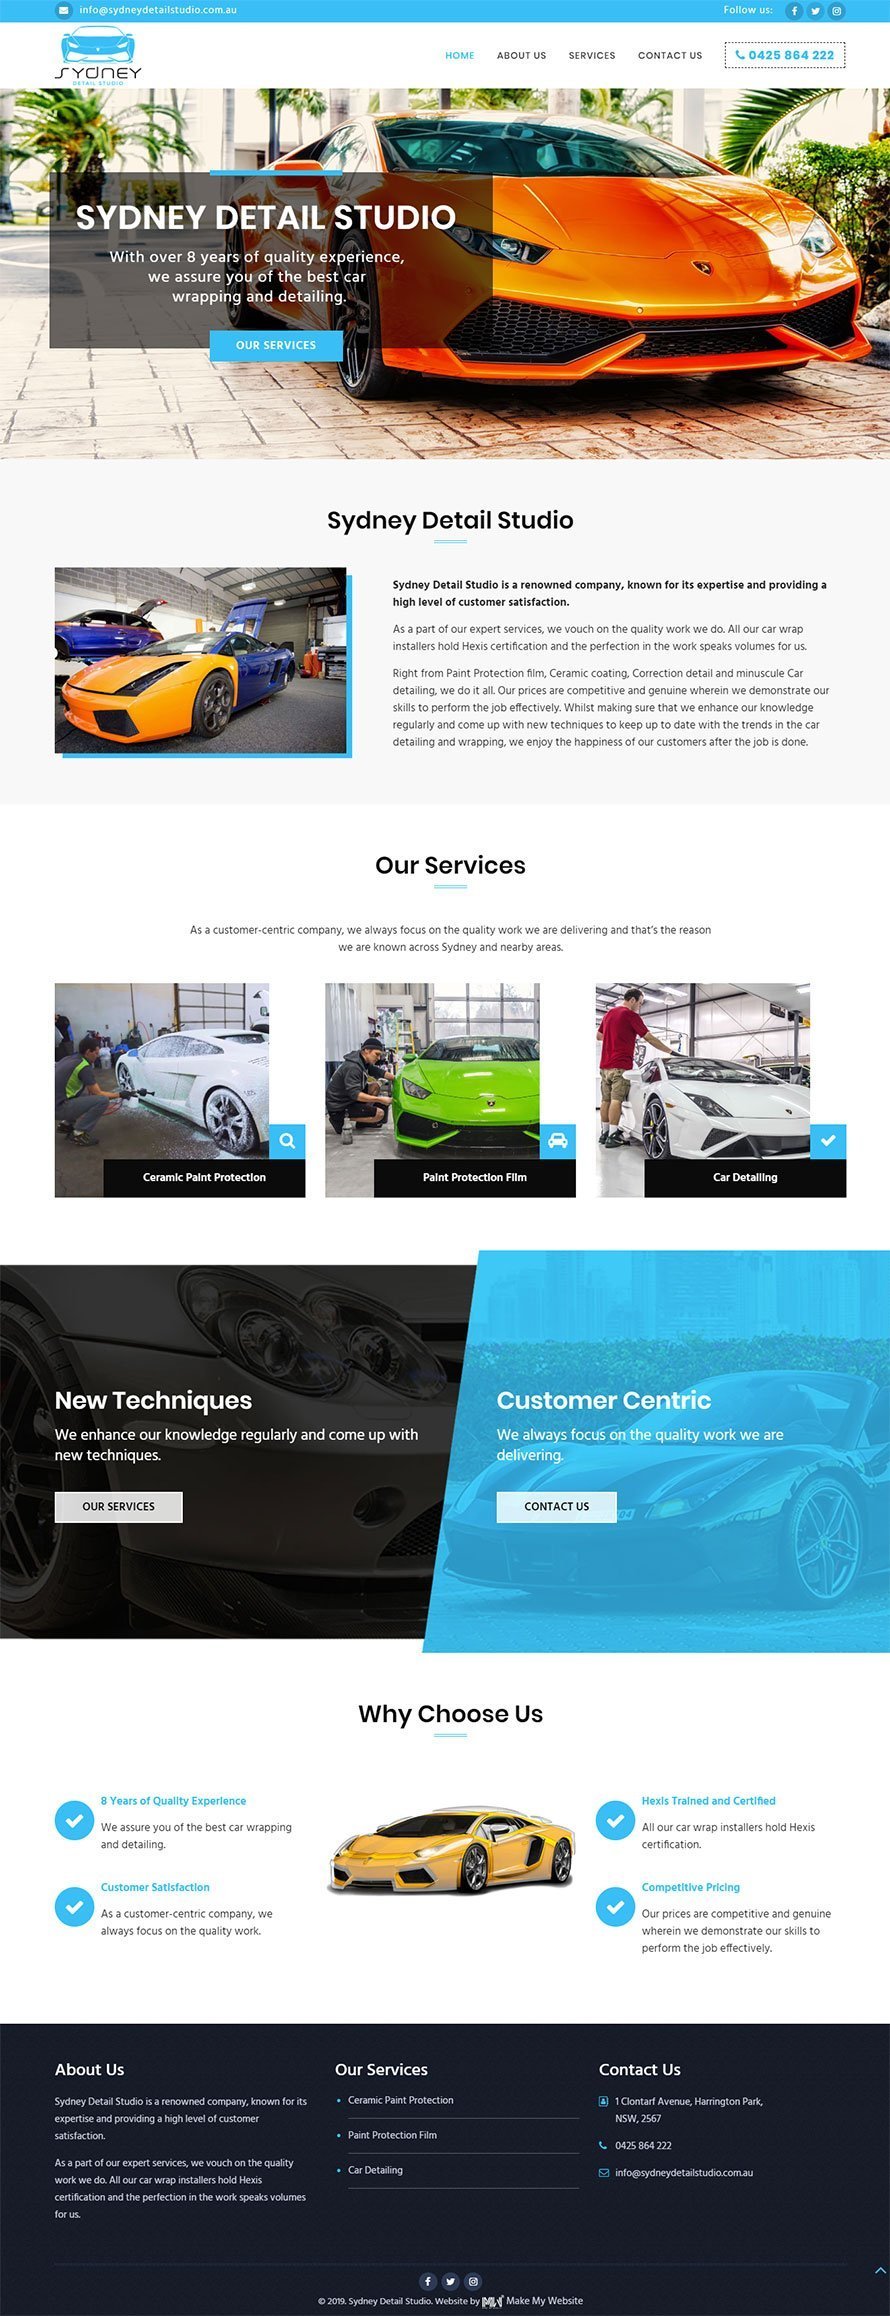 info@sydneydetailstudio.com.au
Follow us:
SYDNEY
DETAIL STUDIO
HOME ABOUT US SERVICES CONTACT US 0425 864 222
SYDNEY DETAIL STUDIO
With over 8 years of quality experience,
we assure you of the best car
wrapping and detailing.
OUR SERVICES
Sydney Detail Studio
Sydney Detail Studio is a renowned company, known for its expertise and providing a
high level of customer satisfaction.
As a part of our expert services, we vouch on the quality work we do. All our car wrap
installers hold Hexis certification and the perfection in the work speaks volumes for us.
Right from Paint Protection film, Ceramic coating, Correction detail and minuscule Car
detailing, we do it all. Our prices are competitive and genuine wherein we demonstrate our
skills to perform the job effectively. Whilst making sure that we enhance our knowledge
regularly and come up with new techniques to keep up to date with the trends in the car
detailing and wrapping, we enjoy the happiness of our customers after the job is done.
Our Services
As a customer-centric company, we always focus on the quality work we are delivering and that's the reason
we are known across Sydney and nearby areas.
Ceramic Paint Protection
Paint Protection Film
Car Detailing
New Techniques
We enhance our knowledge regularly and come up with
new techniques.
OUR SERVICES
Customer Centric
We always focus on the quality work we are
delivering.
CONTACT US
Why Choose Us
8 Years of Quality Experience
We assure you of the best car wrapping
and detailing.
Customer Satisfaction
As a customer-centric company, we
always focus on the quality work.
Hexis Trained and Certified
All our car wrap installers hold Hexis
certification.
Competitive Pricing
Our prices are competitive and genuine
wherein we demonstrate our skills to
perform the job effectively.
About Us
Sydney Detail Studio is a renowned company, known for its
expertise and providing a high level of customer
satisfaction.
As a part of our expert services, we vouch on the quality
work we do. All our car wrap installers hold Hexis
certification and the perfection in the work speaks volumes
for us.
Our Services
Ceramic Paint Protection
Paint Protection Film
Car Detailing
Contact Us
1 Clontarf Avenue, Harrington Park,
NSW, 2567
0425 864 222
info@sydneydetailstudio.com.au
© 2019. Sydney Detail Studio. Website by Make My Website